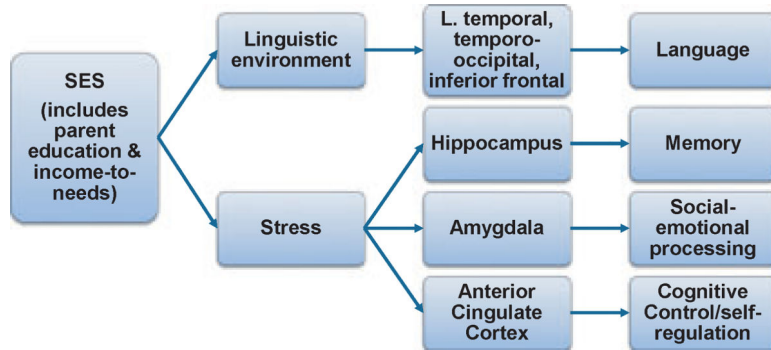 SES
(includes
parent
education &
income-to-
needs)
Linguistic
environment
L. temporal,
temporo-
occipital,
inferior frontal
Language
Stress
Hippocampus
Memory
Amygdala
Social-
emotional
processing
Anterior
Cingulate
Cortex
Cognitive
Control/self-
regulation